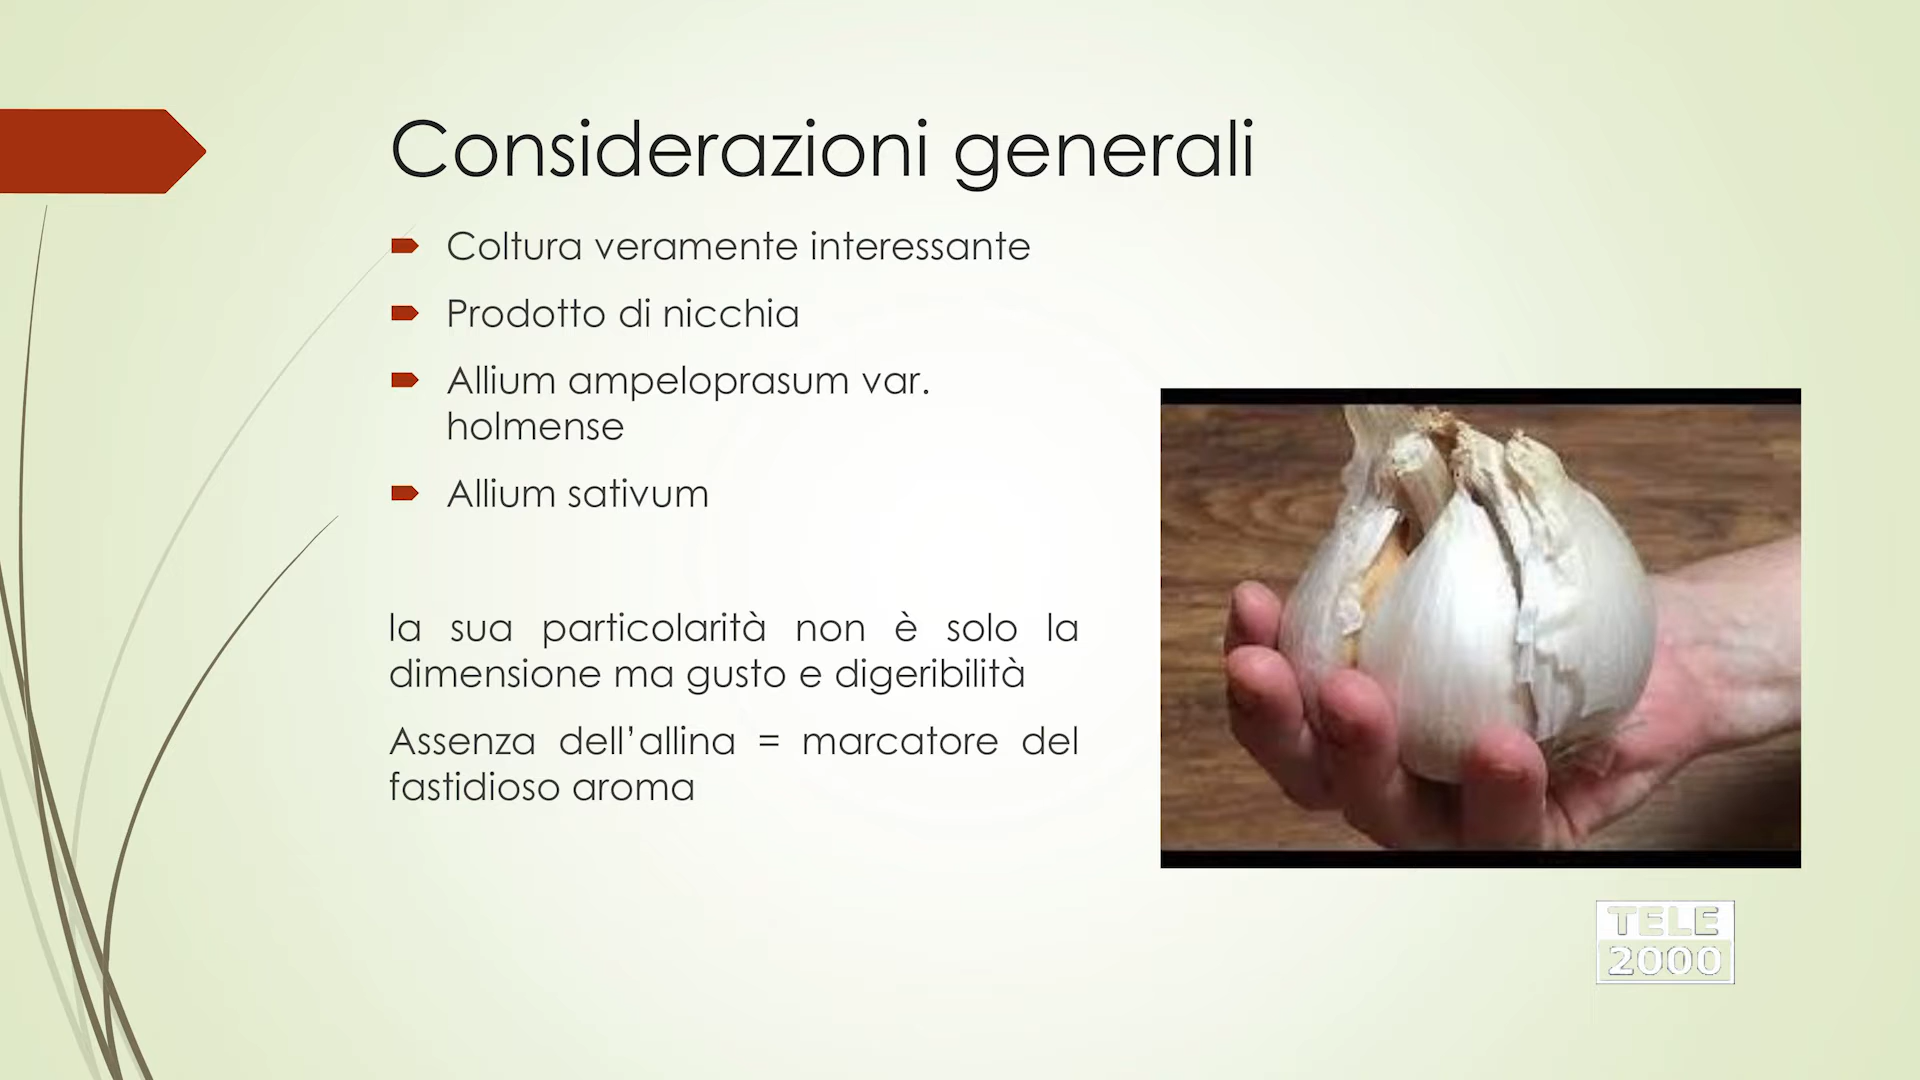 Considerazioni generali
Coltura veramente interessante
Prodotto di nicchia
Allium ampeloprasum var.
holmense
Allium sativum
la sua particolarità non è solo la
dimensione ma gusto e digeribilità
Assenza dell’allina = marcatore del
fastidioso aroma
TELE
2000